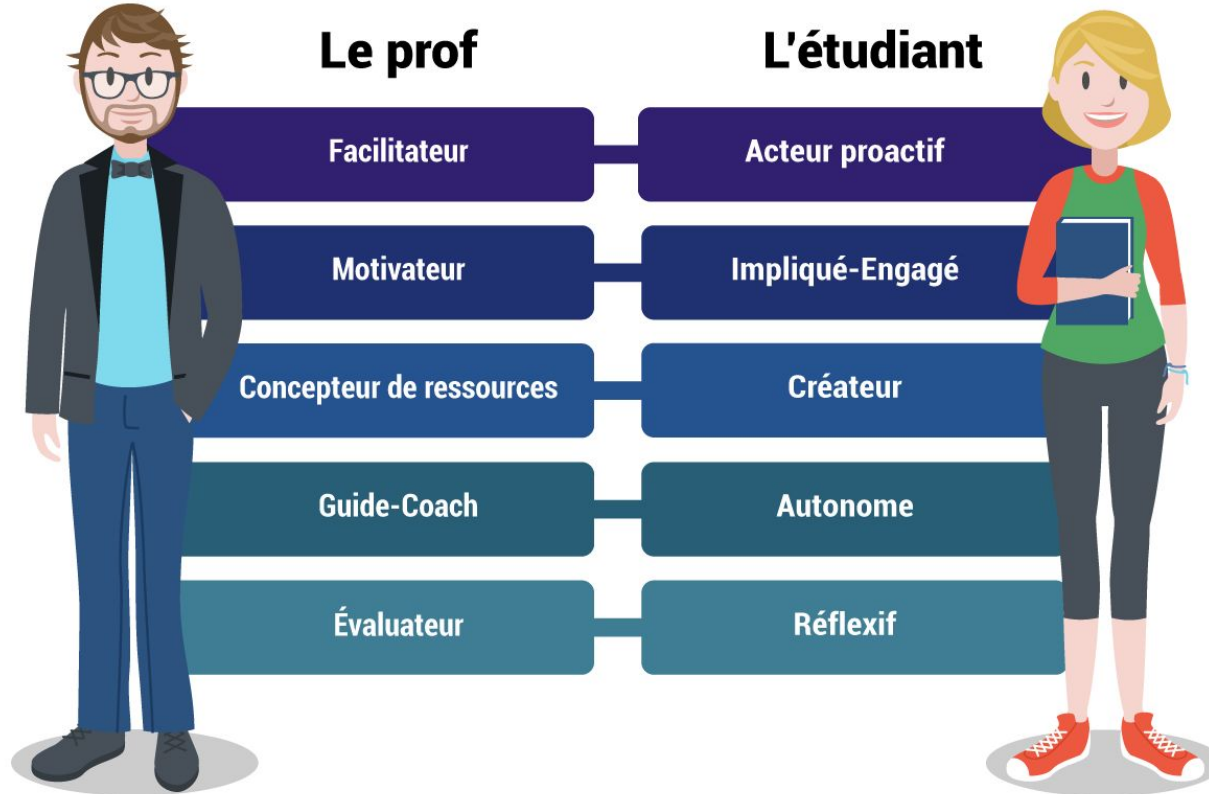 Le prof
L'étudiant
Facilitateur
Acteur proactif
Motivateur
Impliqué-Engagé
Concepteur de ressources
Créateur
Guide-Coach
Autonome
Évaluateur
Réflexif